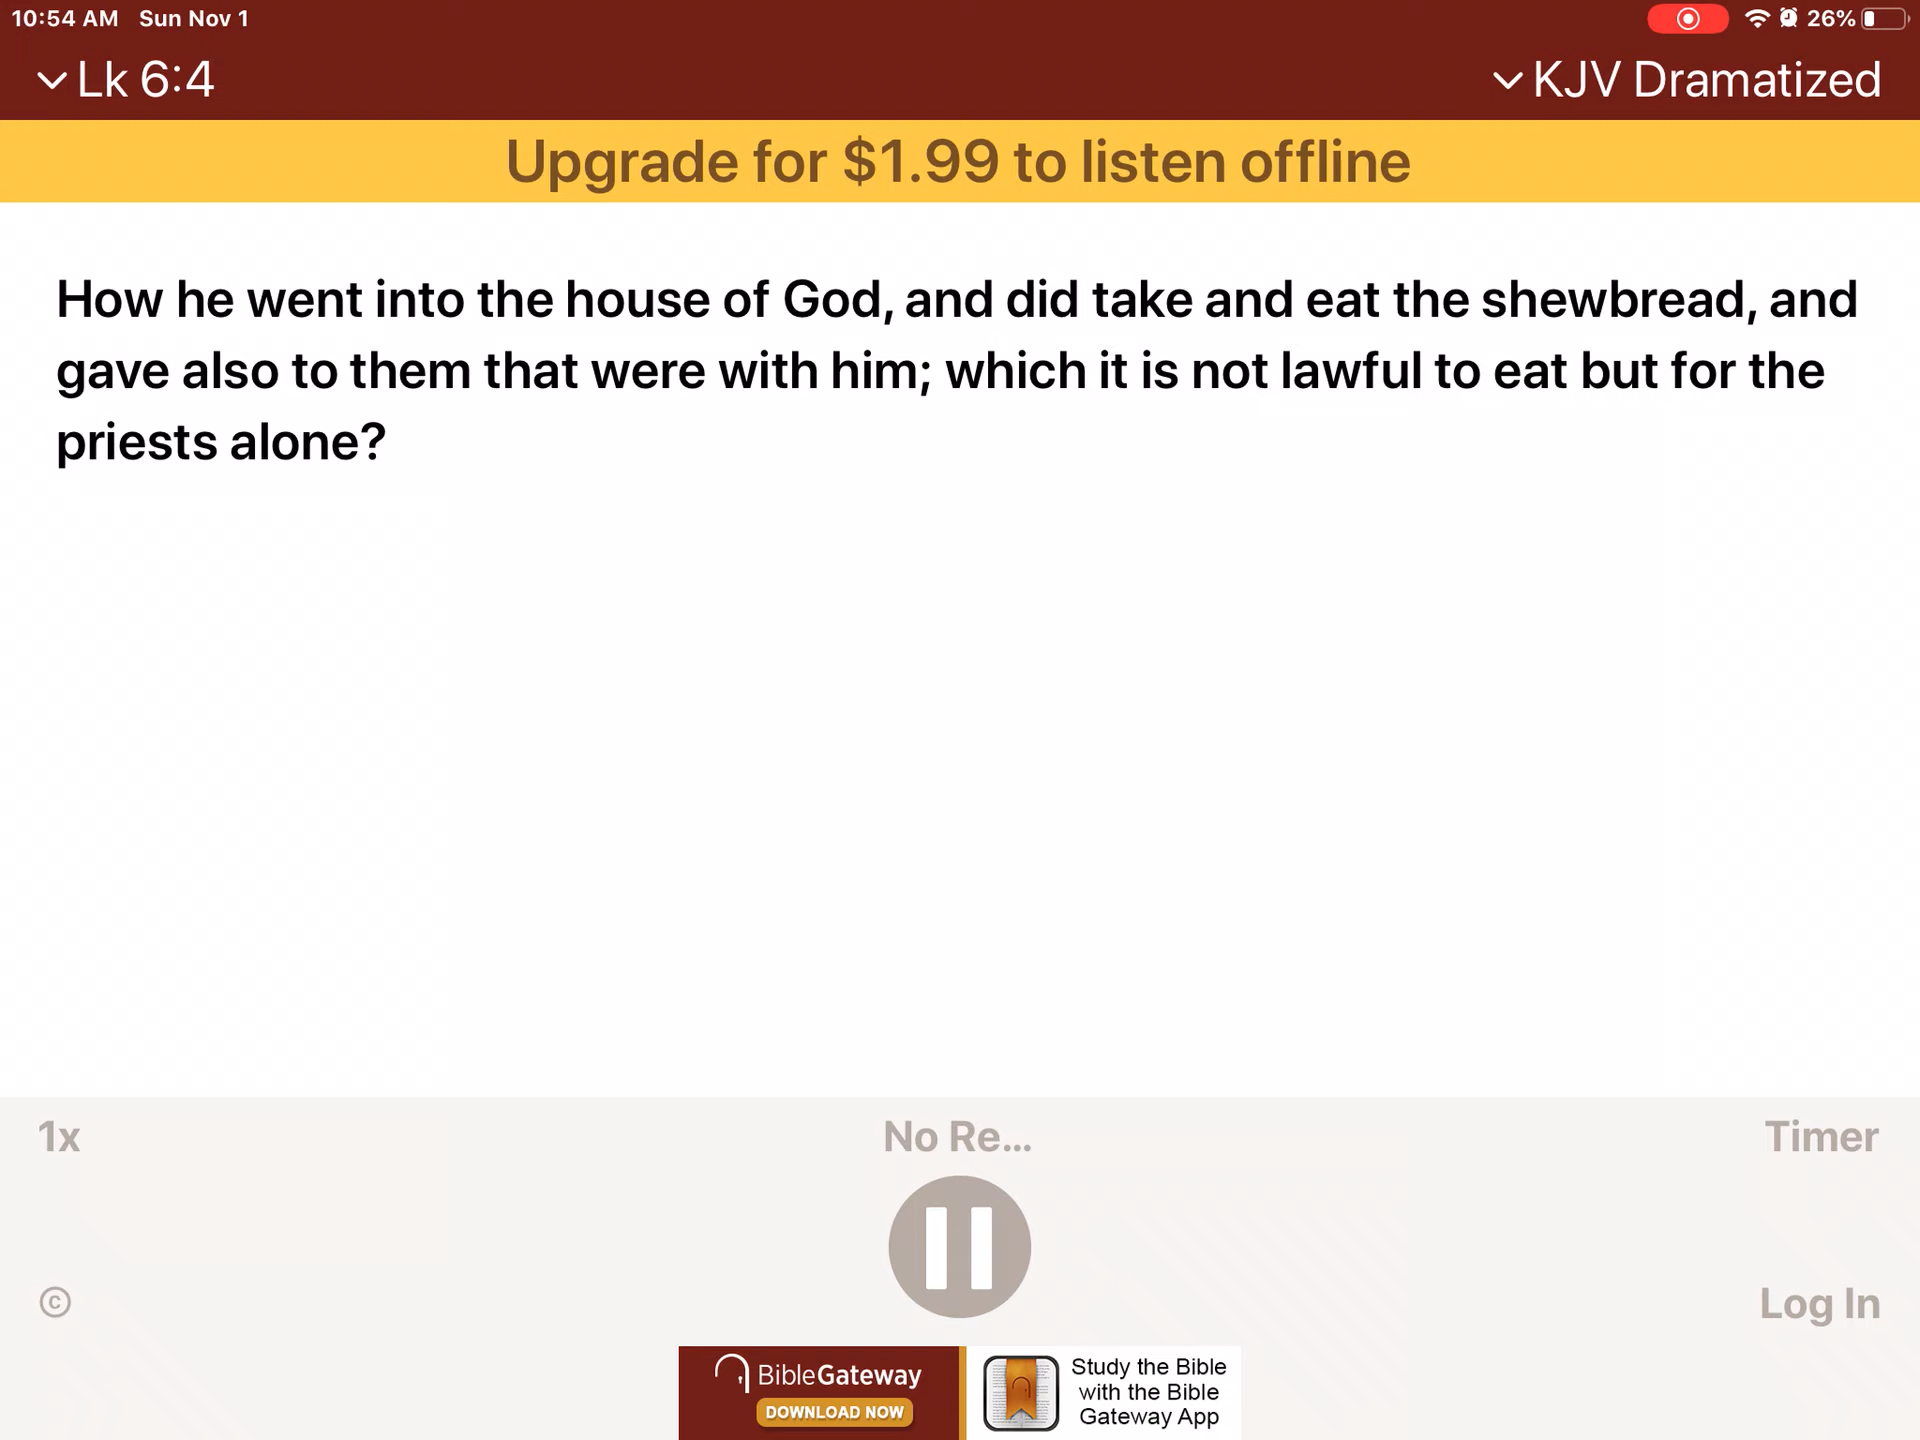 10:54 AM Sun Nov 1
26%
Lk 6:4
KJV Dramatized
Upgrade for $1.99 to listen offline
How he went into the house of God, and did take and eat the shewbread, and
gave also to them that were with him; which it is not lawful to eat but for the
priests alone?
1x
No Re...
Timer
©
Log In
BibleGateway
DOWNLOAD NOW
Study the Bible
with the Bible
Gateway App